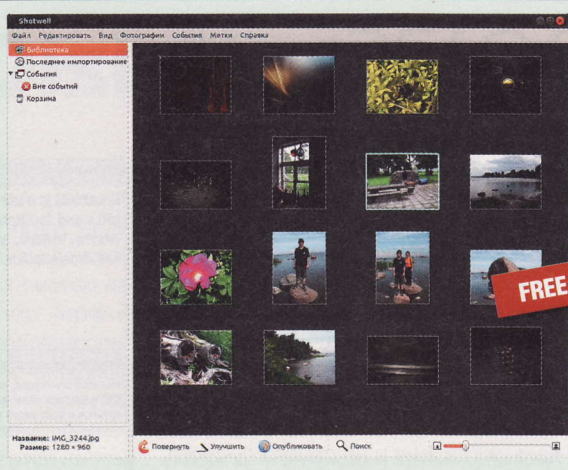 Shotwell
Файл Редактировать Вид Фотографии События Метки Справка
Библиотека
Последнее импортирование
События
Вне событий
Корзина
FREE
Название: IMG_3244.jpg
Размер: 1280 × 960
Повернуть Улучшить Опубликовать Поиск